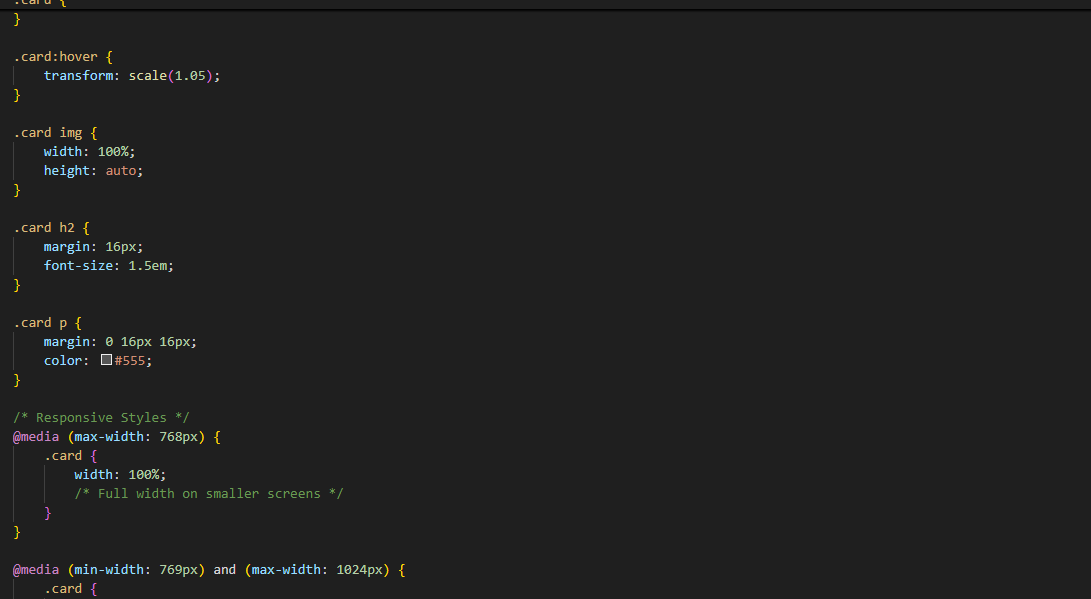 .card {
}

.card:hover {
    transform: scale(1.05);
}

.card img {
    width: 100%;
    height: auto;
}

.card h2 {
    margin: 16px;
    font-size: 1.5em;
}

.card p {
    margin: 0 16px 16px;
    color: #555;
}

/* Responsive Styles */
@media (max-width: 768px) {
    .card {
        width: 100%;
        /* Full width on smaller screens */
    }
}

@media (min-width: 769px) and (max-width: 1024px) {
    .card {